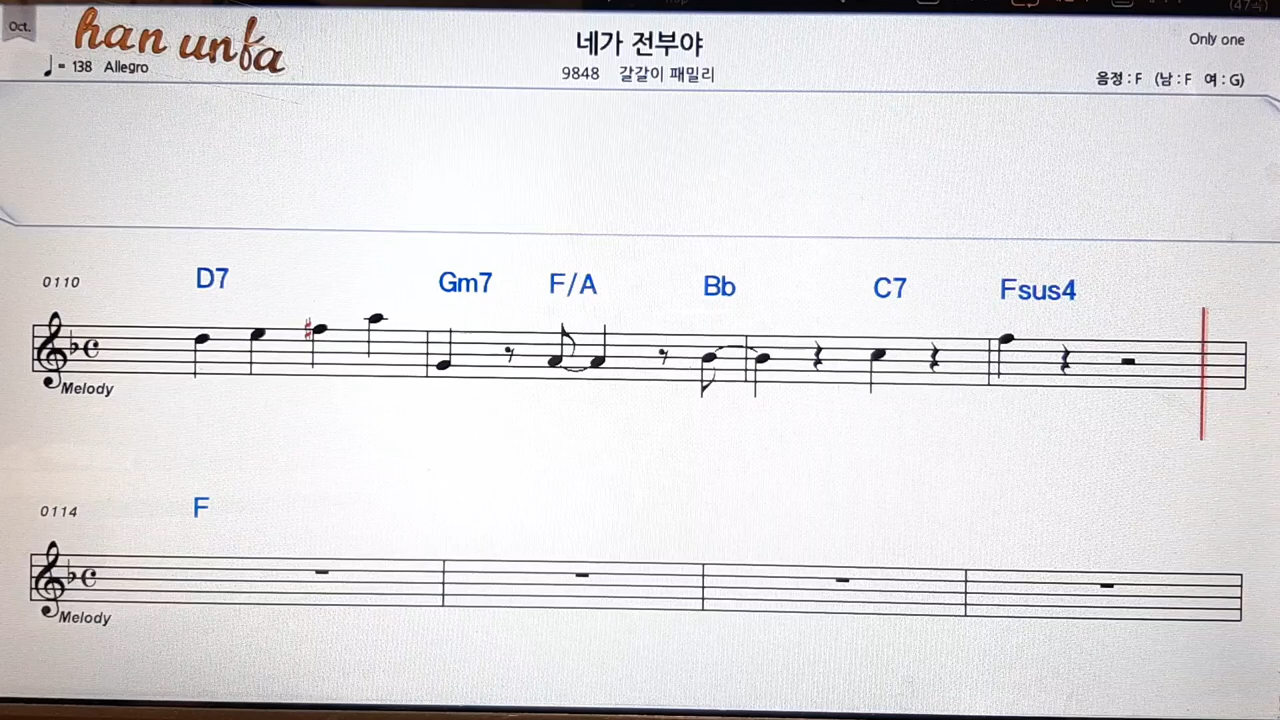 Oct.
han unfa
♩= 138 Allegro
네가 전부야
9848 갈갈이 패밀리
Only one
음정 : F (남 : F 여 : G)
0110
D7 Gm7 F/A Bb C7 Fsus4
Melody
0114
F
Melody